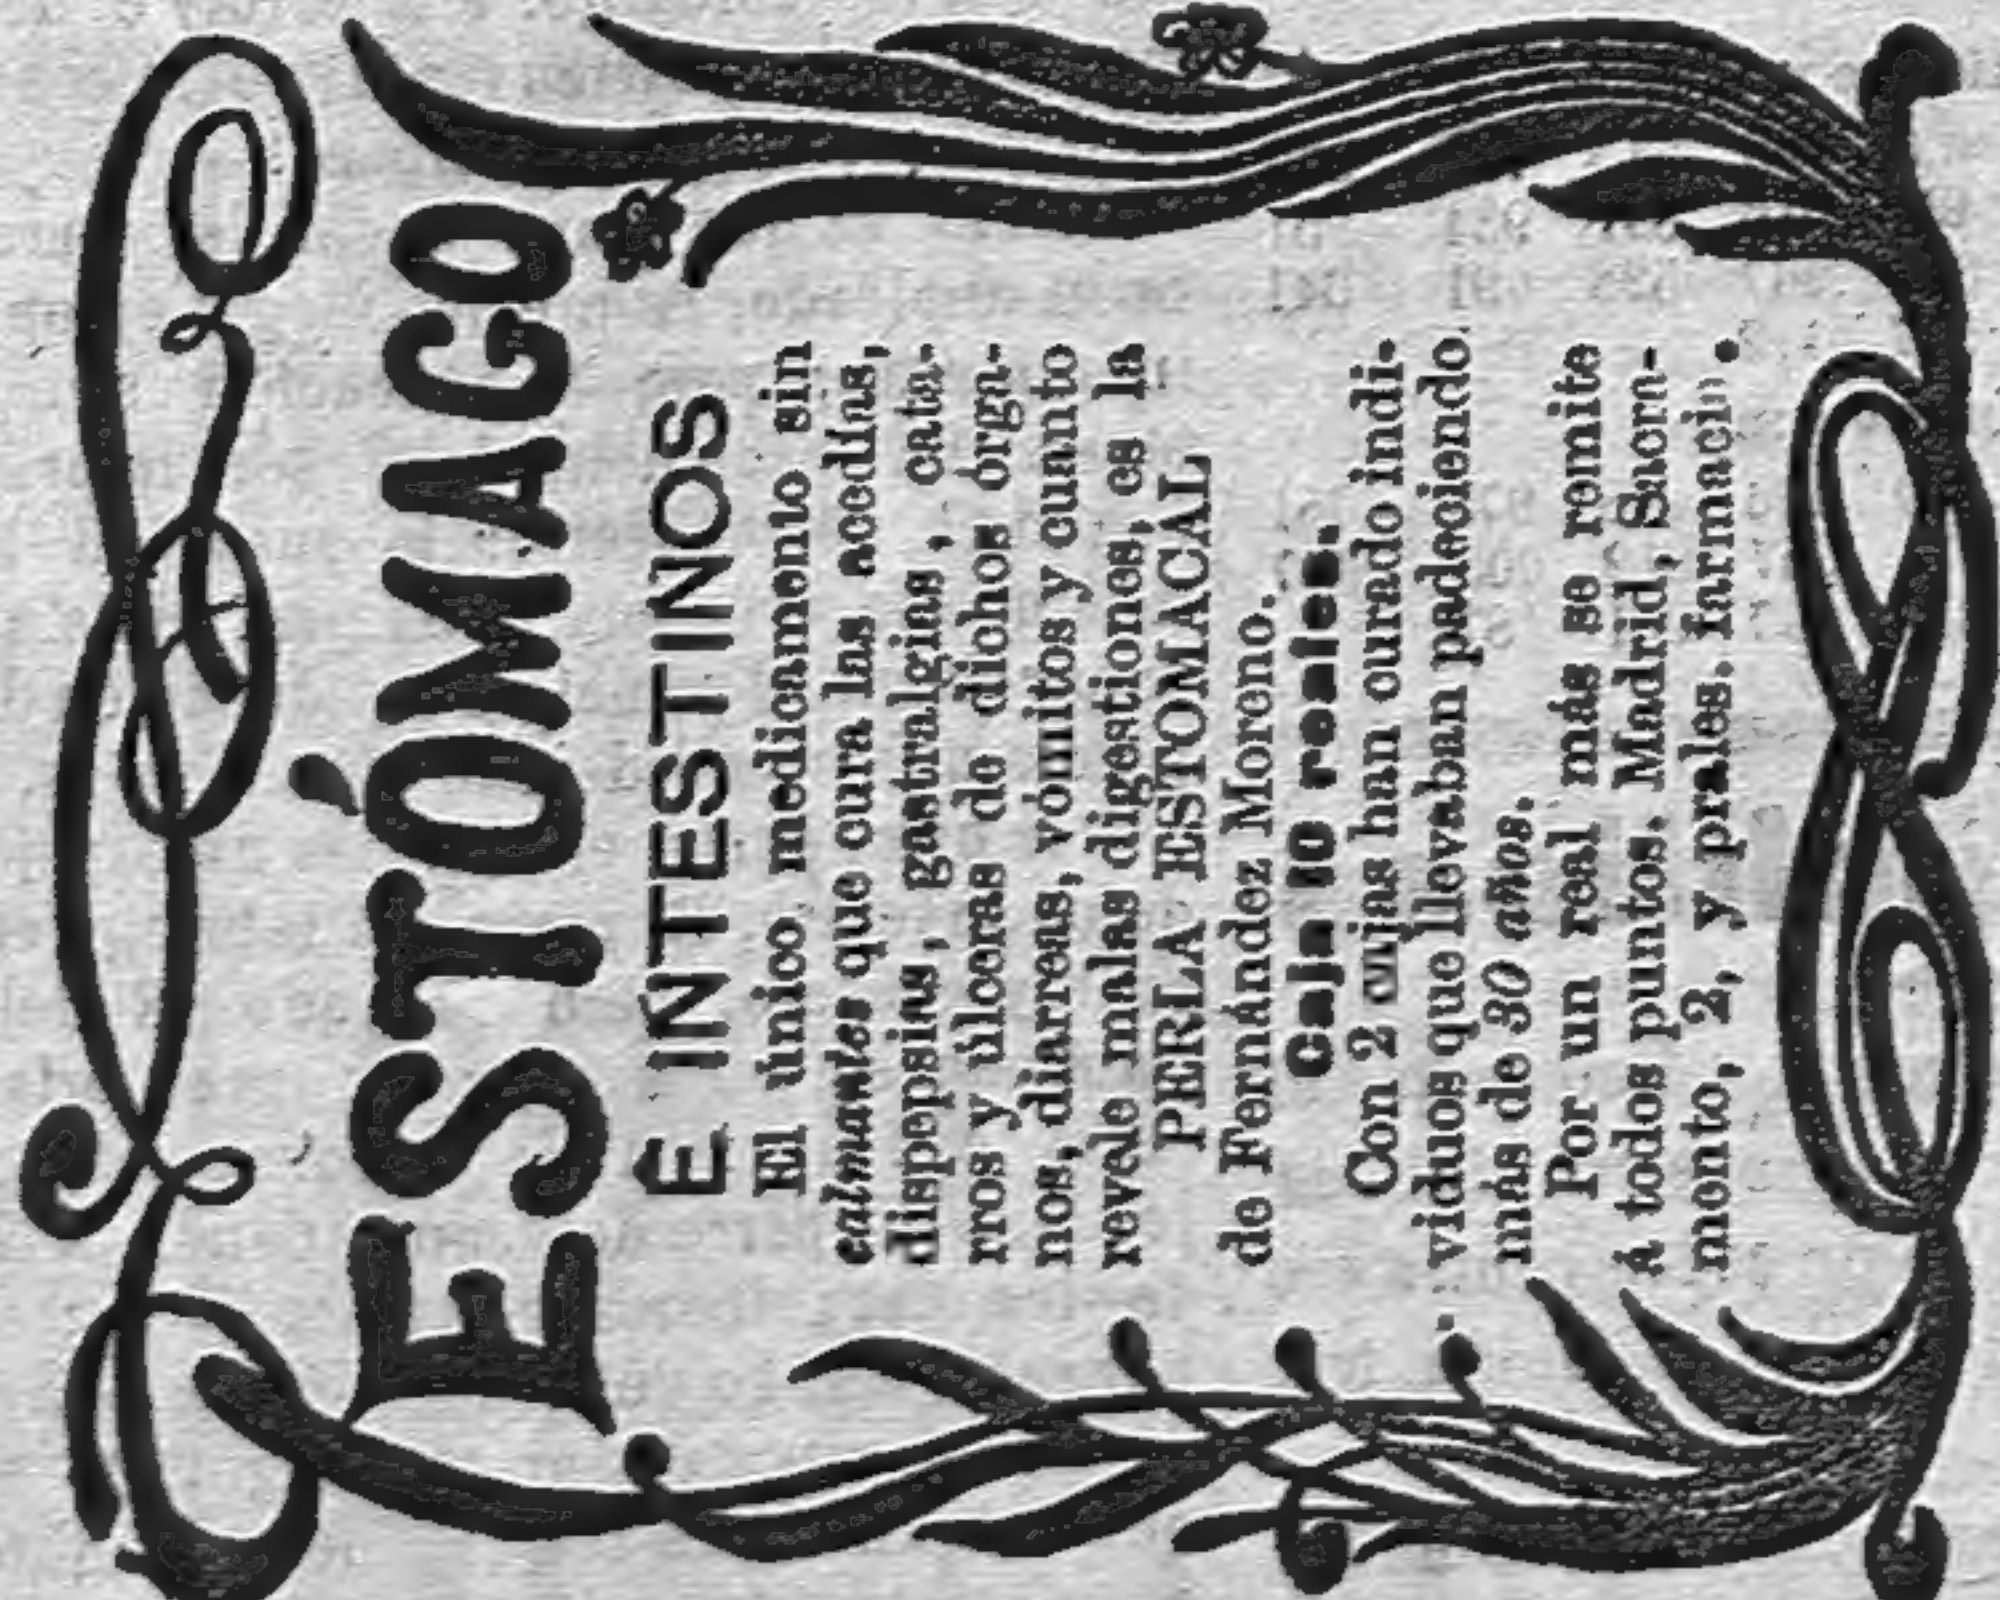 ESTÓMAGO
É INTESTINOS
El único medicamento sin
calmantes que cura las acedías,
dispepsias, gastralgias, cata-
rros y úlceras de dichos órga-
nos, diarreas, vómitos y cuanto
revele malas digestiones, es la
PERLA ESTOMACAL
de Fernández Moreno.
Caja 10 reales.
Con 2 cajas han curado indi-
viduos que llevaban padeciendo
más de 30 años.
Por un real más se remite
á todos puntos. Madrid, Sacra-
mento, 2, y prales. farmacias.